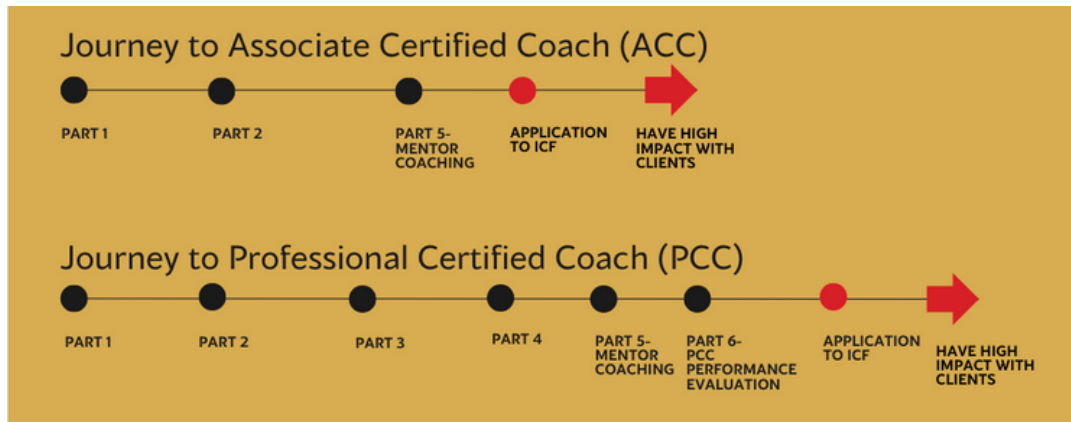 Journey to Associate Certified Coach (ACC)
PART 1
PART 2
PART 5-
MENTOR
COACHING
APPLICATION
TO ICF
HAVE HIGH
IMPACT WITH
CLIENTS
Journey to Professional Certified Coach (PCC)
PART 1
PART 2
PART 3
PART 4
PART 5-
MENTOR
COACHING
PART 6-
PCC
PERFORMANCE
EVALUATION
APPLICATION
TO ICF
HAVE HIGH
IMPACT WITH
CLIENTS